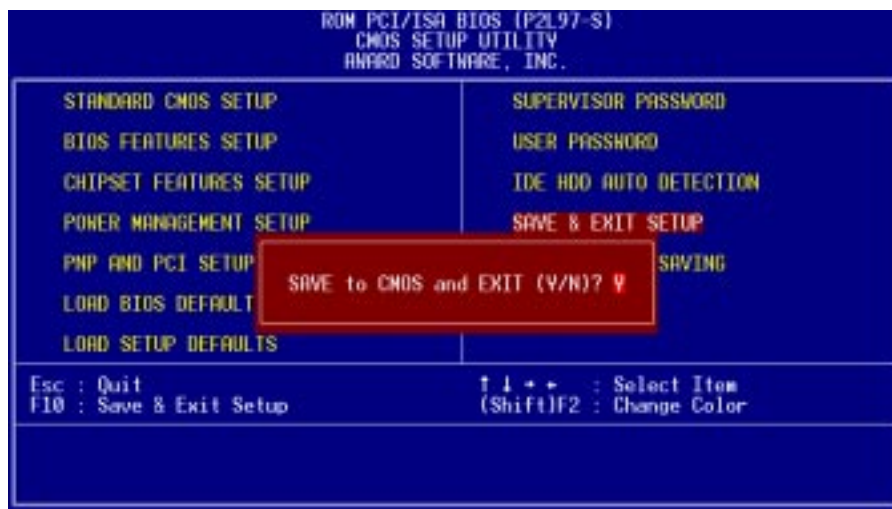 ROM PCI/ISA BIOS (P2L97-S)
CMOS SETUP UTILITY
AWARD SOFTWARE, INC.
STANDARD CMOS SETUP
BIOS FEATURES SETUP
CHIPSET FEATURES SETUP
POWER MANAGEMENT SETUP
PNP AND PCI SETUP
LOAD BIOS DEFAULT
LOAD SETUP DEFAULTS
SUPERVISOR PASSWORD
USER PASSWORD
IDE HDD AUTO DETECTION
SAVE & EXIT SETUP
SAVING
SAVE to CMOS and EXIT (Y/N)? Y
Esc : Quit
F10 : Save & Exit Setup
↑ ↓ → ← : Select Item
(Shift)F2 : Change Color